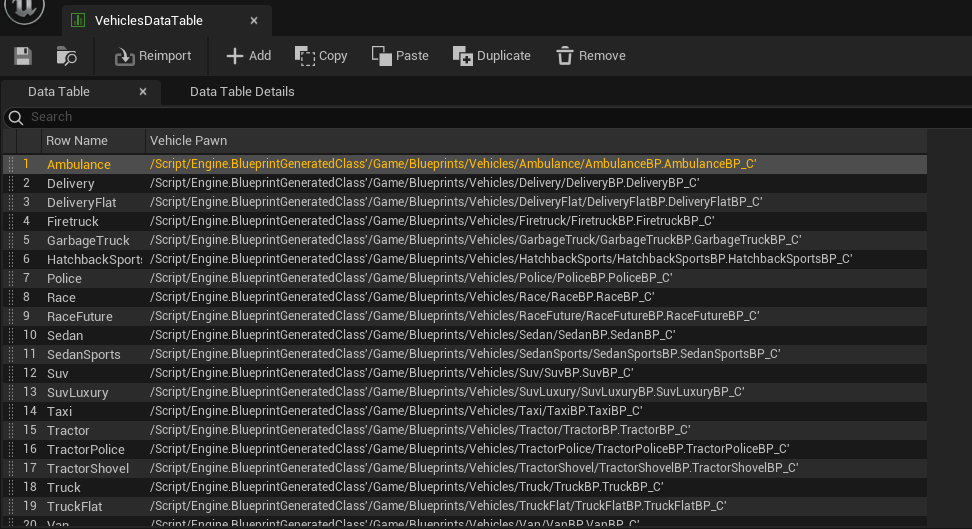 VehiclesDataTable
Reimport Add Copy Paste Duplicate Remove
Data Table Data Table Details
Search
Row Name Vehicle Pawn
1 Ambulance /Script/Engine.BlueprintGeneratedClass'/Game/Blueprints/Vehicles/Ambulance/AmbulanceBP.AmbulanceBP_C'
2 Delivery /Script/Engine.BlueprintGeneratedClass'/Game/Blueprints/Vehicles/Delivery/DeliveryBP.DeliveryBP_C'
3 DeliveryFlat /Script/Engine.BlueprintGeneratedClass'/Game/Blueprints/Vehicles/DeliveryFlat/DeliveryFlatBP.DeliveryFlatBP_C'
4 Firetruck /Script/Engine.BlueprintGeneratedClass'/Game/Blueprints/Vehicles/Firetruck/FiretruckBP.FiretruckBP_C'
5 GarbageTruck /Script/Engine.BlueprintGeneratedClass'/Game/Blueprints/Vehicles/GarbageTruck/GarbageTruckBP.GarbageTruckBP_C'
6 HatchbackSports /Script/Engine.BlueprintGeneratedClass'/Game/Blueprints/Vehicles/HatchbackSports/HatchbackSportsBP.HatchbackSportsBP_C'
7 Police /Script/Engine.BlueprintGeneratedClass'/Game/Blueprints/Vehicles/Police/PoliceBP.PoliceBP_C'
8 Race /Script/Engine.BlueprintGeneratedClass'/Game/Blueprints/Vehicles/Race/RaceBP.RaceBP_C'
9 RaceFuture /Script/Engine.BlueprintGeneratedClass'/Game/Blueprints/Vehicles/RaceFuture/RaceFutureBP.RaceFutureBP_C'
10 Sedan /Script/Engine.BlueprintGeneratedClass'/Game/Blueprints/Vehicles/Sedan/SedanBP.SedanBP_C'
11 SedanSports /Script/Engine.BlueprintGeneratedClass'/Game/Blueprints/Vehicles/SedanSports/SedanSportsBP.SedanSportsBP_C'
12 Suv /Script/Engine.BlueprintGeneratedClass'/Game/Blueprints/Vehicles/Suv/SuvBP.SuvBP_C'
13 SuvLuxury /Script/Engine.BlueprintGeneratedClass'/Game/Blueprints/Vehicles/SuvLuxury/SuvLuxuryBP.SuvLuxuryBP_C'
14 Taxi /Script/Engine.BlueprintGeneratedClass'/Game/Blueprints/Vehicles/Taxi/TaxiBP.TaxiBP_C'
15 Tractor /Script/Engine.BlueprintGeneratedClass'/Game/Blueprints/Vehicles/Tractor/TractorBP.TractorBP_C'
16 TractorPolice /Script/Engine.BlueprintGeneratedClass'/Game/Blueprints/Vehicles/TractorPolice/TractorPoliceBP.TractorPoliceBP_C'
17 TractorShovel /Script/Engine.BlueprintGeneratedClass'/Game/Blueprints/Vehicles/TractorShovel/TractorShovelBP.TractorShovelBP_C'
18 Truck /Script/Engine.BlueprintGeneratedClass'/Game/Blueprints/Vehicles/Truck/TruckBP.TruckBP_C'
19 TruckFlat /Script/Engine.BlueprintGeneratedClass'/Game/Blueprints/Vehicles/TruckFlat/TruckFlatBP.TruckFlatBP_C'
20 Van /Script/Engine.BlueprintGeneratedClass'/Game/Blueprints/Vehicles/Van/VanBP.VanBP_C'